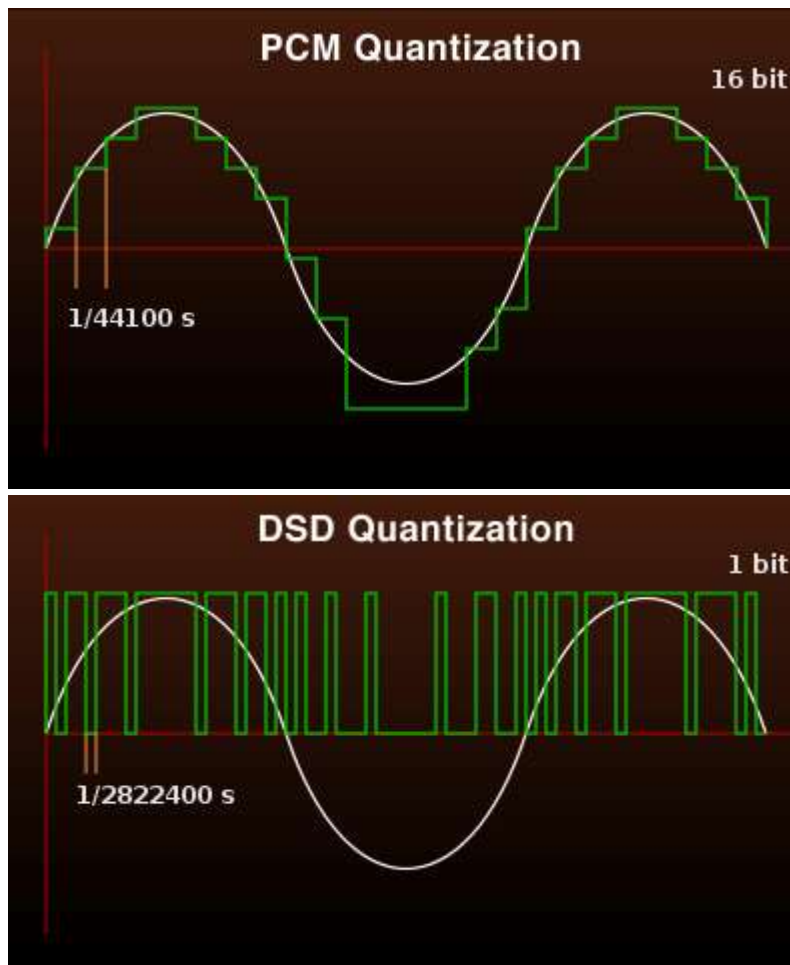 PCM Quantization
16 bit
1/44100 s
DSD Quantization
1 bit
1/2822400 s